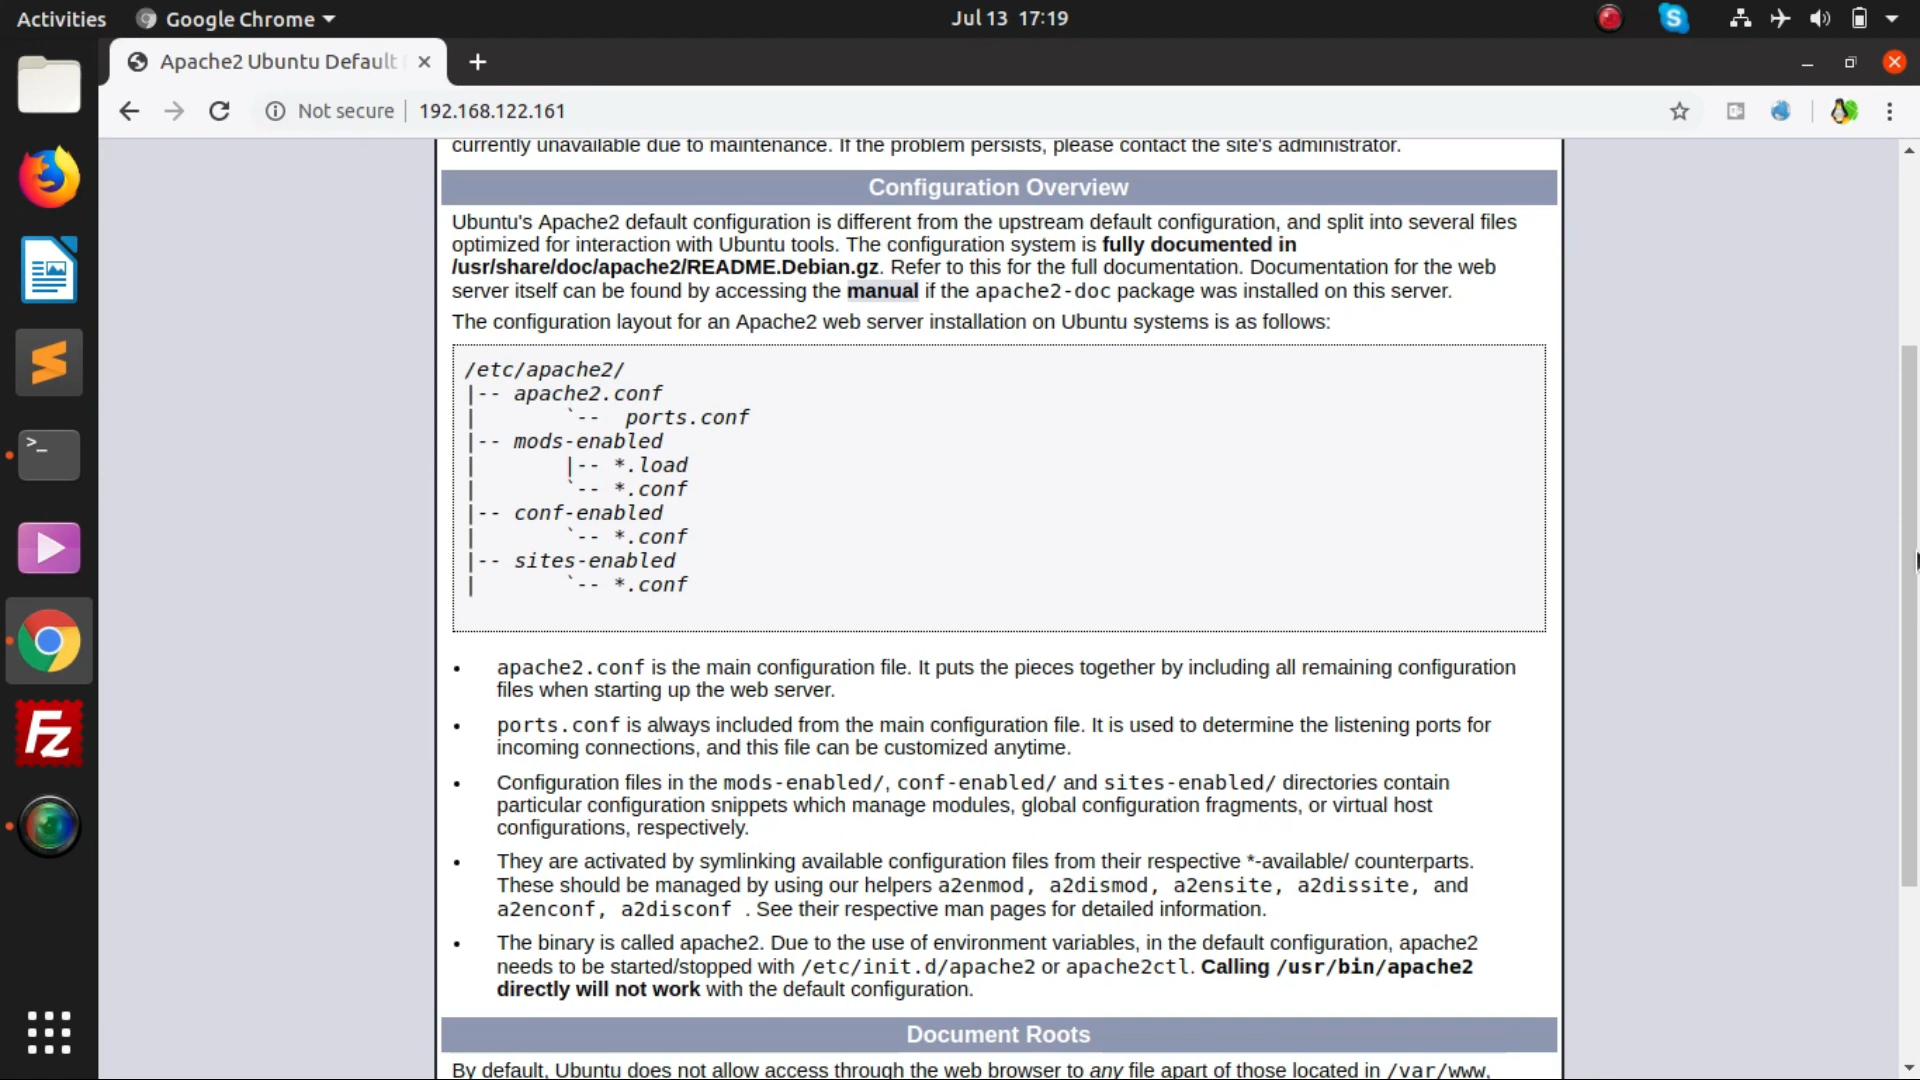 Activities
Google Chrome
Jul 13 17:19
Apache2 Ubuntu Default
Not secure
192.168.122.161
currently unavailable due to maintenance. If the problem persists, please contact the site's administrator.
Configuration Overview
Ubuntu's Apache2 default configuration is different from the upstream default configuration, and split into several files
optimized for interaction with Ubuntu tools. The configuration system is fully documented in
/usr/share/doc/apache2/README.Debian.gz. Refer to this for the full documentation. Documentation for the web
server itself can be found by accessing the manual if the apache2-doc package was installed on this server.
The configuration layout for an Apache2 web server installation on Ubuntu systems is as follows:
/etc/apache2/
|-- apache2.conf
|       `--  ports.conf
|-- mods-enabled
|       |-- *.load
|       `-- *.conf
|-- conf-enabled
|       `-- *.conf
|-- sites-enabled
|       `-- *.conf
• apache2.conf is the main configuration file. It puts the pieces together by including all remaining configuration
files when starting up the web server.
• ports.conf is always included from the main configuration file. It is used to determine the listening ports for
incoming connections, and this file can be customized anytime.
• Configuration files in the mods-enabled/, conf-enabled/ and sites-enabled/ directories contain
particular configuration snippets which manage modules, global configuration fragments, or virtual host
configurations, respectively.
• They are activated by symlinking available configuration files from their respective *-available/ counterparts.
These should be managed by using our helpers a2enmod, a2dismod, a2ensite, a2dissite, and
a2enconf, a2disconf . See their respective man pages for detailed information.
• The binary is called apache2. Due to the use of environment variables, in the default configuration, apache2
needs to be started/stopped with /etc/init.d/apache2 or apache2ctl. Calling /usr/bin/apache2
directly will not work with the default configuration.
Document Roots
By default, Ubuntu does not allow access through the web browser to any file apart of those located in /var/www,